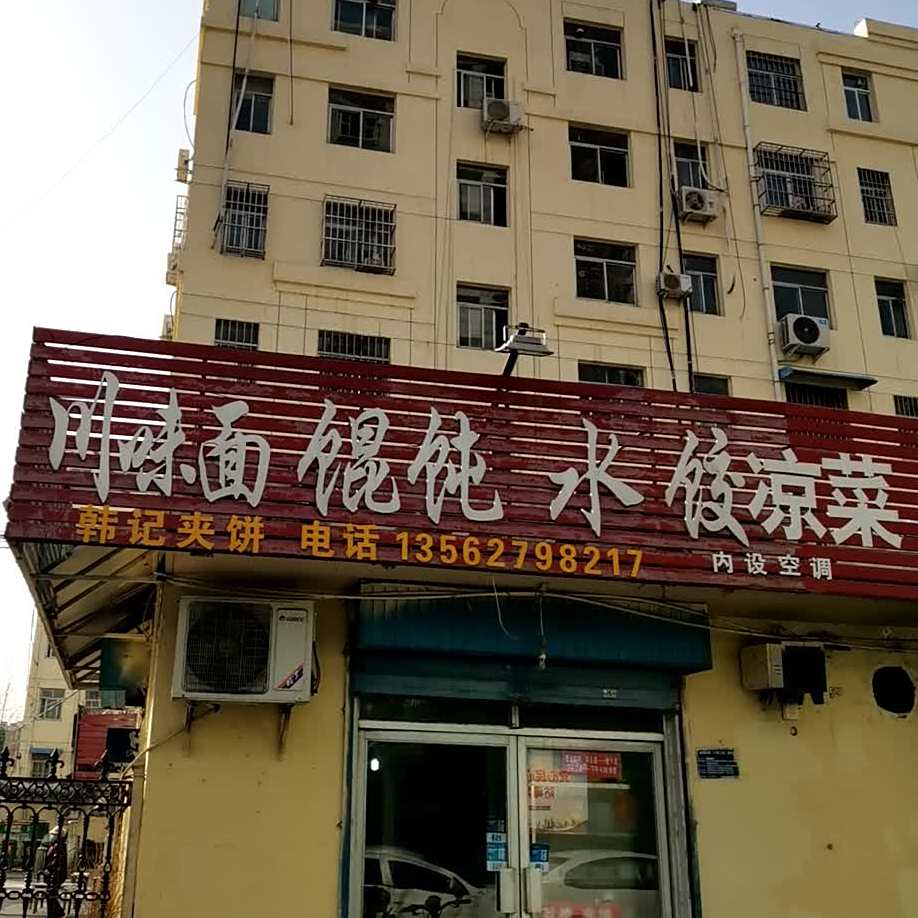 川味面 馄饨 水饺 凉菜
韩记夹饼 电话 13562798217
内设空调